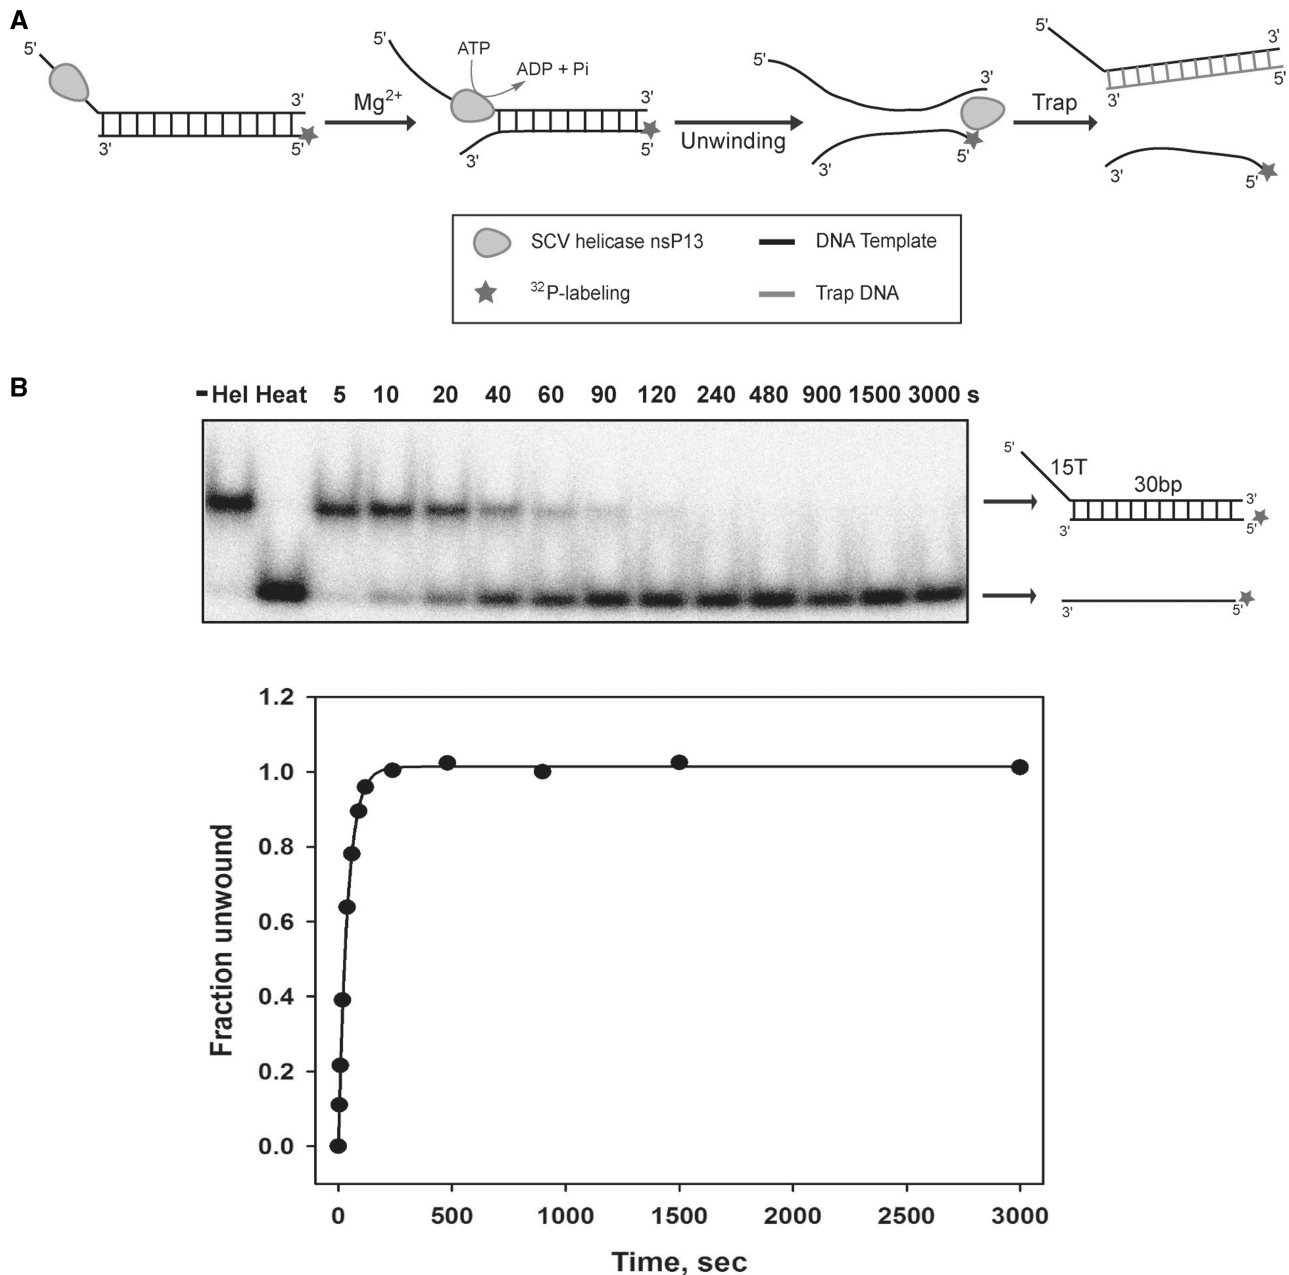 A
5' 3' 3' 5'
Mg2+
5' ATP ADP + Pi 3' 3' 5'
Unwinding
5' 3' 3' 5'
Trap
5' 3' 3' 5'
3' 5'
SCV helicase nsP13 DNA Template
32P-labeling Trap DNA
B
- Hel Heat 5 10 20 40 60 90 120 240 480 900 1500 3000 s
5'
15T
30bp
3'
3' 5'
3' 5'
1.2
1.0
0.8
0.6
0.4
0.2
0.0
Fraction unwound
0 500 1000 1500 2000 2500 3000
Time, sec